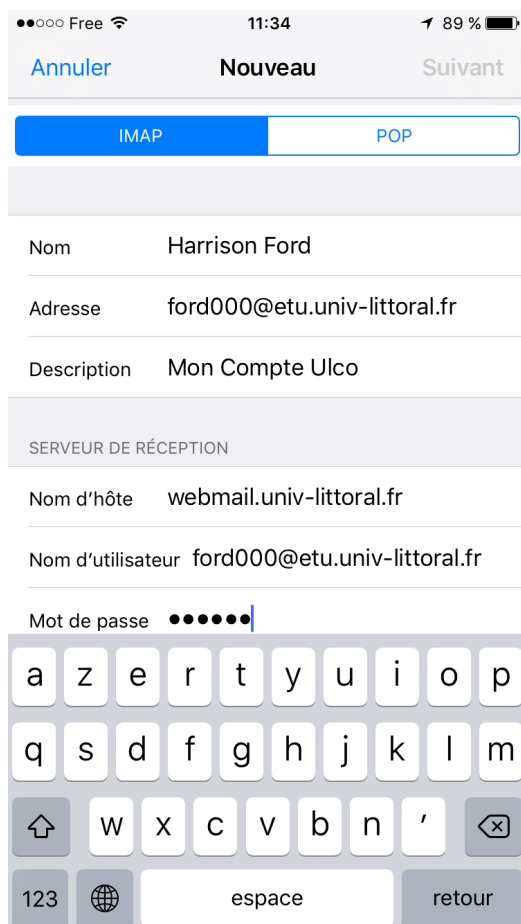 Free 11:34 89 %
Annuler Nouveau Suivant
IMAP POP
Nom Harrison Ford
Adresse ford000@etu.univ-littoral.fr
Description Mon Compte Ulco
SERVEUR DE RÉCEPTION
Nom d’hôte webmail.univ-littoral.fr
Nom d’utilisateur ford000@etu.univ-littoral.fr
Mot de passe ●●●●●●
a z e r t y u i o p
q s d f g h j k l m
w x c v b n ’
123 espace retour